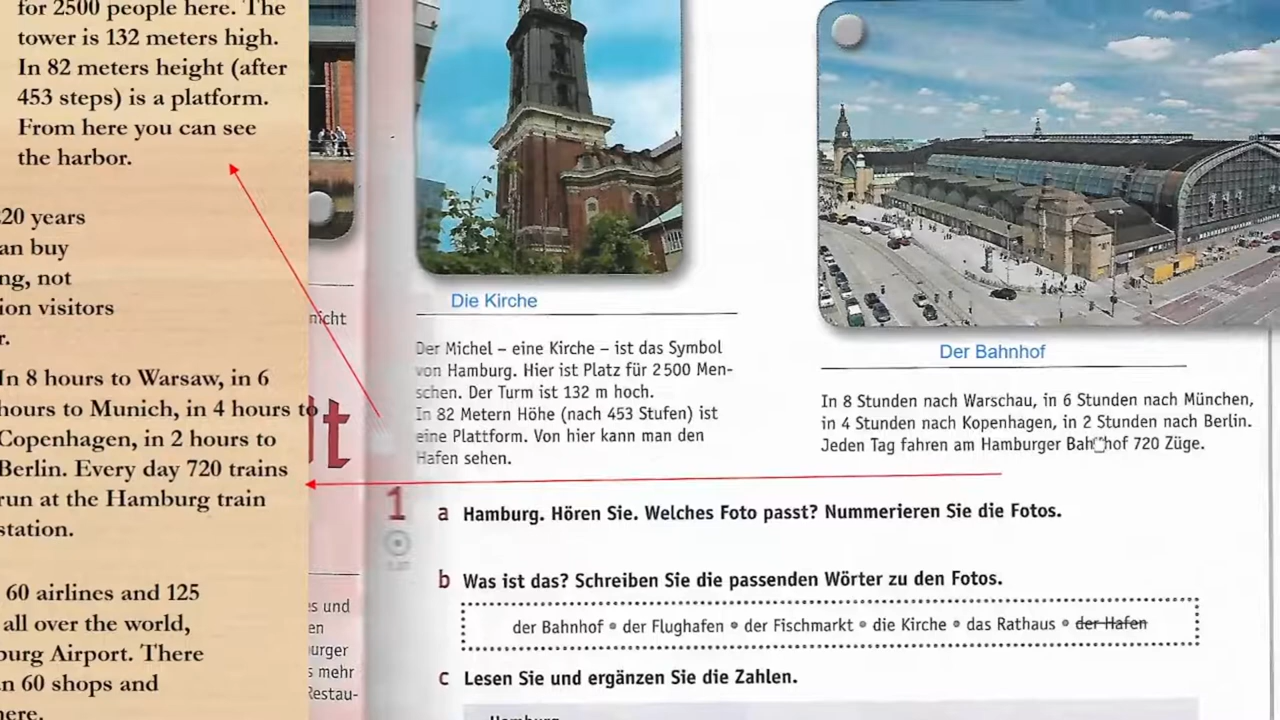 for 2500 people here. The
tower is 132 meters high.
In 82 meters height (after
453 steps) is a platform.
From here you can see
the harbor.
20 years
an buy
ng, not
ion visitors
r.
In 8 hours to Warsaw, in 6
hours to Munich, in 4 hours to
Copenhagen, in 2 hours to
Berlin. Every day 720 trains
run at the Hamburg train
station.
60 airlines and 125
all over the world,
burg Airport. There
n 60 shops and
here.
nicht
lt
s und
en
urger
s mehr
Restau-
Die Kirche
Der Michel – eine Kirche – ist das Symbol
von Hamburg. Hier ist Platz für 2500 Men-
schen. Der Turm ist 132 m hoch.
In 82 Metern Höhe (nach 453 Stufen) ist
eine Plattform. Von hier kann man den
Hafen sehen.
Der Bahnhof
In 8 Stunden nach Warschau, in 6 Stunden nach München,
in 4 Stunden nach Kopenhagen, in 2 Stunden nach Berlin.
Jeden Tag fahren am Hamburger Bahnhof 720 Züge.
1
a Hamburg. Hören Sie. Welches Foto passt? Nummerieren Sie die Fotos.
b Was ist das? Schreiben Sie die passenden Wörter zu den Fotos.
der Bahnhof • der Flughafen • der Fischmarkt • die Kirche • das Rathaus • der Hafen
c Lesen Sie und ergänzen Sie die Zahlen.
Hamburg